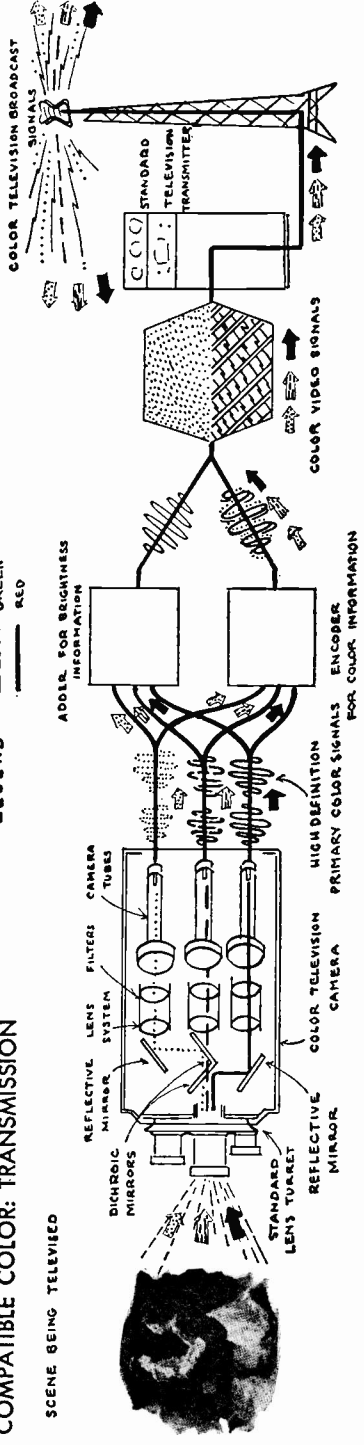 COMPATIBLE COLOR: TRANSMISSION
RED
SCENE BEING TELEVISED
REFLECTIVE
MIRROR
LENS
SYSTEM
FILTERS
CAMERA
TUBES
DICHROIC
MIRRORS
STANDARD
LENS TURRET
REFLECTIVE
MIRROR
COLOR TELEVISION
CAMERA
HIGH DEFINITION
PRIMARY COLOR SIGNALS
ADDER FOR BRIGHTNESS
INFORMATION
ENCODER
FOR COLOR INFORMATION
COLOR VIDEO SIGNALS
STANDARD
TELEVISION
TRANSMITTER
COLOR TELEVISION BROADCAST
SIGNALS